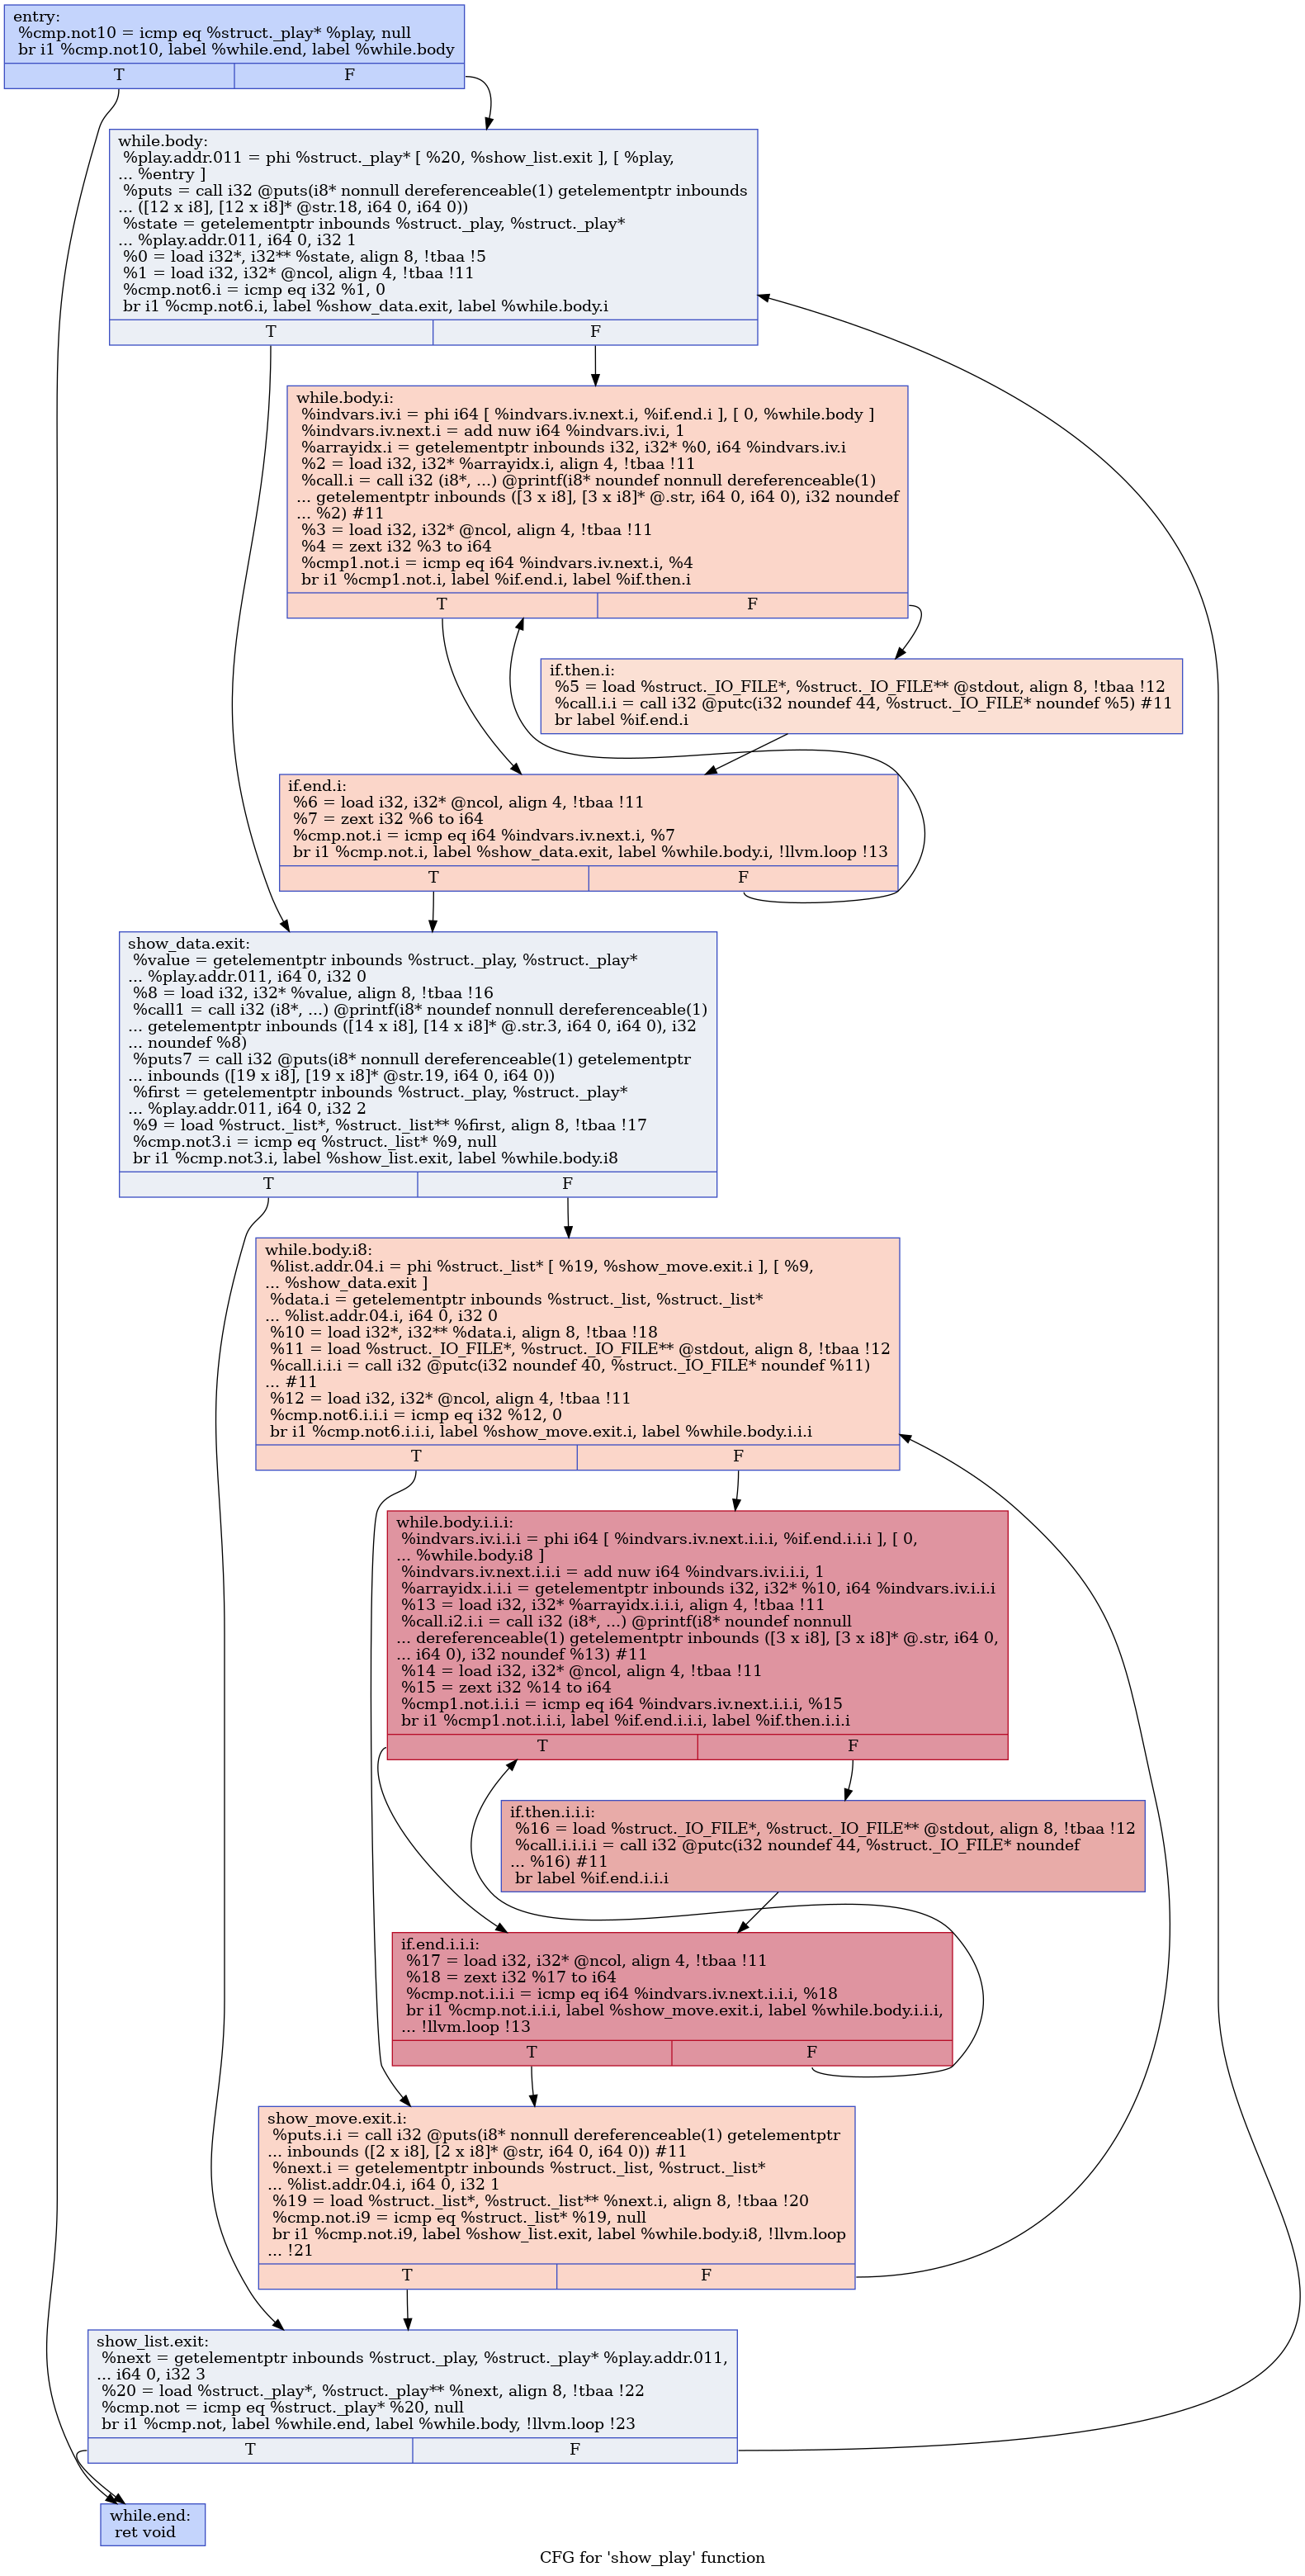 entry:
%cmp.not10 = icmp eq %struct._play* %play, null
br i1 %cmp.not10, label %while.end, label %while.body
T F
while.body:
%play.addr.011 = phi %struct._play* [ %20, %show_list.exit ], [ %play,
... %entry ]
%puts = call i32 @puts(i8* nonnull dereferenceable(1) getelementptr inbounds
... ([12 x i8], [12 x i8]* @str.18, i64 0, i64 0))
%state = getelementptr inbounds %struct._play, %struct._play*
... %play.addr.011, i64 0, i32 1
%0 = load i32*, i32** %state, align 8, !tbaa !5
%1 = load i32, i32* @ncol, align 4, !tbaa !11
%cmp.not6.i = icmp eq i32 %1, 0
br i1 %cmp.not6.i, label %show_data.exit, label %while.body.i
T F
while.body.i:
%indvars.iv.i = phi i64 [ %indvars.iv.next.i, %if.end.i ], [ 0, %while.body ]
%indvars.iv.next.i = add nuw i64 %indvars.iv.i, 1
%arrayidx.i = getelementptr inbounds i32, i32* %0, i64 %indvars.iv.i
%2 = load i32, i32* %arrayidx.i, align 4, !tbaa !11
%call.i = call i32 (i8*, ...) @printf(i8* noundef nonnull dereferenceable(1)
... getelementptr inbounds ([3 x i8], [3 x i8]* @.str, i64 0, i64 0), i32 noundef
... %2) #11
%3 = load i32, i32* @ncol, align 4, !tbaa !11
%4 = zext i32 %3 to i64
%cmp1.not.i = icmp eq i64 %indvars.iv.next.i, %4
br i1 %cmp1.not.i, label %if.end.i, label %if.then.i
T F
if.then.i:
%5 = load %struct._IO_FILE*, %struct._IO_FILE** @stdout, align 8, !tbaa !12
%call.i.i = call i32 @putc(i32 noundef 44, %struct._IO_FILE* noundef %5) #11
br label %if.end.i
if.end.i:
%6 = load i32, i32* @ncol, align 4, !tbaa !11
%7 = zext i32 %6 to i64
%cmp.not.i = icmp eq i64 %indvars.iv.next.i, %7
br i1 %cmp.not.i, label %show_data.exit, label %while.body.i, !llvm.loop !13
T F
show_data.exit:
%value = getelementptr inbounds %struct._play, %struct._play*
... %play.addr.011, i64 0, i32 0
%8 = load i32, i32* %value, align 8, !tbaa !16
%call1 = call i32 (i8*, ...) @printf(i8* noundef nonnull dereferenceable(1)
... getelementptr inbounds ([14 x i8], [14 x i8]* @.str.3, i64 0, i64 0), i32
... noundef %8)
%puts7 = call i32 @puts(i8* nonnull dereferenceable(1) getelementptr
... inbounds ([19 x i8], [19 x i8]* @str.19, i64 0, i64 0))
%first = getelementptr inbounds %struct._play, %struct._play*
... %play.addr.011, i64 0, i32 2
%9 = load %struct._list*, %struct._list** %first, align 8, !tbaa !17
%cmp.not3.i = icmp eq %struct._list* %9, null
br i1 %cmp.not3.i, label %show_list.exit, label %while.body.i8
T F
while.body.i8:
%list.addr.04.i = phi %struct._list* [ %19, %show_move.exit.i ], [ %9,
... %show_data.exit ]
%data.i = getelementptr inbounds %struct._list, %struct._list*
... %list.addr.04.i, i64 0, i32 0
%10 = load i32*, i32** %data.i, align 8, !tbaa !18
%11 = load %struct._IO_FILE*, %struct._IO_FILE** @stdout, align 8, !tbaa !12
%call.i.i.i = call i32 @putc(i32 noundef 40, %struct._IO_FILE* noundef %11)
... #11
%12 = load i32, i32* @ncol, align 4, !tbaa !11
%cmp.not6.i.i.i = icmp eq i32 %12, 0
br i1 %cmp.not6.i.i.i, label %show_move.exit.i, label %while.body.i.i.i
T F
while.body.i.i.i:
%indvars.iv.i.i.i = phi i64 [ %indvars.iv.next.i.i.i, %if.end.i.i.i ], [ 0,
... %while.body.i8 ]
%indvars.iv.next.i.i.i = add nuw i64 %indvars.iv.i.i.i, 1
%arrayidx.i.i.i = getelementptr inbounds i32, i32* %10, i64 %indvars.iv.i.i.i
%13 = load i32, i32* %arrayidx.i.i.i, align 4, !tbaa !11
%call.i2.i.i = call i32 (i8*, ...) @printf(i8* noundef nonnull
... dereferenceable(1) getelementptr inbounds ([3 x i8], [3 x i8]* @.str, i64 0,
... i64 0), i32 noundef %13) #11
%14 = load i32, i32* @ncol, align 4, !tbaa !11
%15 = zext i32 %14 to i64
%cmp1.not.i.i.i = icmp eq i64 %indvars.iv.next.i.i.i, %15
br i1 %cmp1.not.i.i.i, label %if.end.i.i.i, label %if.then.i.i.i
T F
if.then.i.i.i:
%16 = load %struct._IO_FILE*, %struct._IO_FILE** @stdout, align 8, !tbaa !12
%call.i.i.i.i = call i32 @putc(i32 noundef 44, %struct._IO_FILE* noundef
... %16) #11
br label %if.end.i.i.i
if.end.i.i.i:
%17 = load i32, i32* @ncol, align 4, !tbaa !11
%18 = zext i32 %17 to i64
%cmp.not.i.i.i = icmp eq i64 %indvars.iv.next.i.i.i, %18
br i1 %cmp.not.i.i.i, label %show_move.exit.i, label %while.body.i.i.i,
... !llvm.loop !13
T F
show_move.exit.i:
%puts.i.i = call i32 @puts(i8* nonnull dereferenceable(1) getelementptr
... inbounds ([2 x i8], [2 x i8]* @str, i64 0, i64 0)) #11
%next.i = getelementptr inbounds %struct._list, %struct._list*
... %list.addr.04.i, i64 0, i32 1
%19 = load %struct._list*, %struct._list** %next.i, align 8, !tbaa !20
%cmp.not.i9 = icmp eq %struct._list* %19, null
br i1 %cmp.not.i9, label %show_list.exit, label %while.body.i8, !llvm.loop
... !21
T F
show_list.exit:
%next = getelementptr inbounds %struct._play, %struct._play* %play.addr.011,
... i64 0, i32 3
%20 = load %struct._play*, %struct._play** %next, align 8, !tbaa !22
%cmp.not = icmp eq %struct._play* %20, null
br i1 %cmp.not, label %while.end, label %while.body, !llvm.loop !23
T F
while.end:
ret void
CFG for 'show_play' function